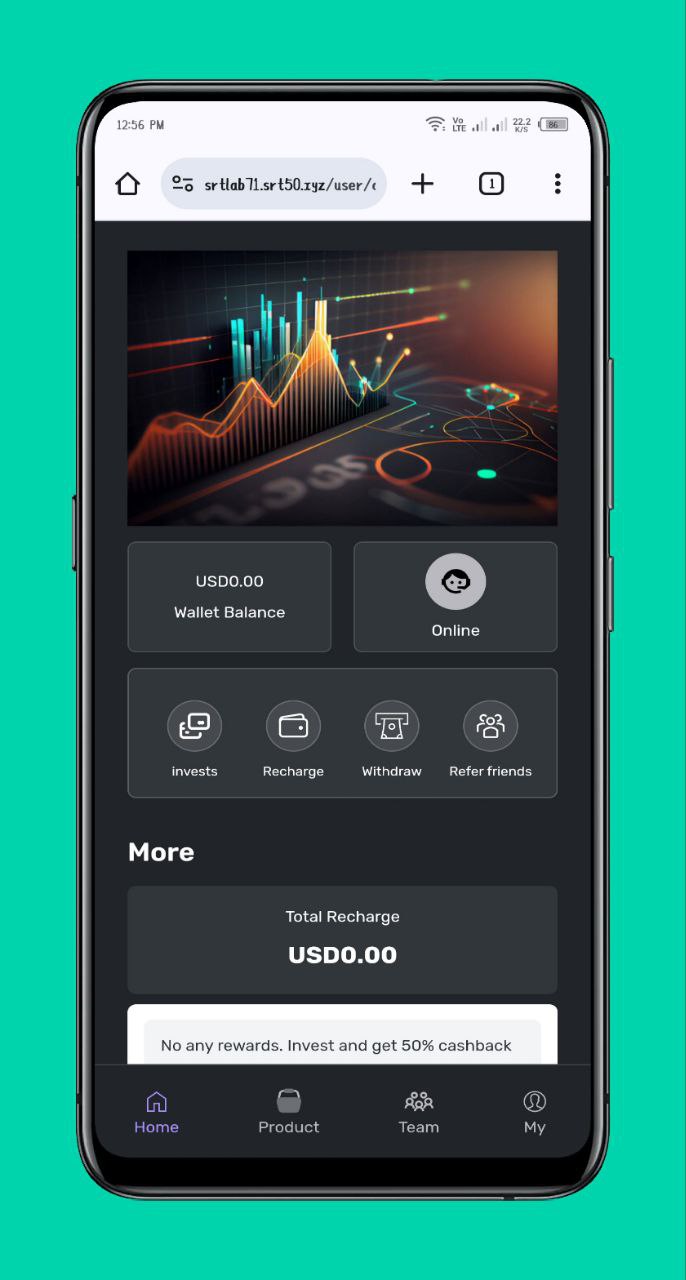 12:56 PM
Vo
LTE
22.2
K/S
86
srtlab71.srt50.xyz/user/
1
USD0.00
Wallet Balance
Online
invests
Recharge
Withdraw
Refer friends
More
Total Recharge
USD0.00
No any rewards. Invest and get 50% cashback
Home
Product
Team
My